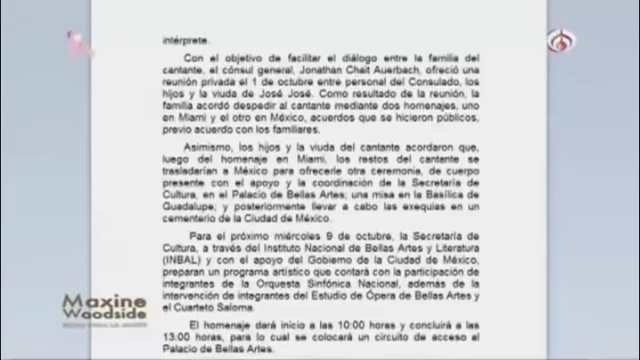 intérprete.
Con el objetivo de facilitar el diálogo entre la familia del
cantante, el cónsul general, Jonathan Chait Auerbach, ofreció una
reunión privada el 1 de octubre entre personal del Consulado, los
hijos y la viuda de José José. Como resultado de la reunión, la
familia acordó despedir al cantante mediante dos homenajes, uno
en Miami y el otro en México, acuerdos que se hicieron públicos,
previo acuerdo con los familiares.
Asimismo, los hijos y la viuda del cantante acordaron que,
luego del homenaje en Miami, los restos del cantante se
trasladarían a México para ofrecerle otra ceremonia, de cuerpo
presente con el apoyo y la coordinación de la Secretaría de
Cultura, en el Palacio de Bellas Artes; una misa en la Basílica de
Guadalupe; y posteriormente llevar a cabo las exequias en un
cementerio de la Ciudad de México.
Para el próximo miércoles 9 de octubre, la Secretaría de
Cultura, a través del Instituto Nacional de Bellas Artes y Literatura
(INBAL) y con el apoyo del Gobierno de la Ciudad de México,
preparan un programa artístico que contará con la participación de
integrantes de la Orquesta Sinfónica Nacional, además de la
intervención de integrantes del Estudio de Ópera de Bellas Artes y
el Cuarteto Saloma.
El homenaje dará inicio a las 10:00 horas y concluirá a las
13:00 horas, para lo cual se colocará un circuito de acceso al
Palacio de Bellas Artes.
Maxine
Woodside